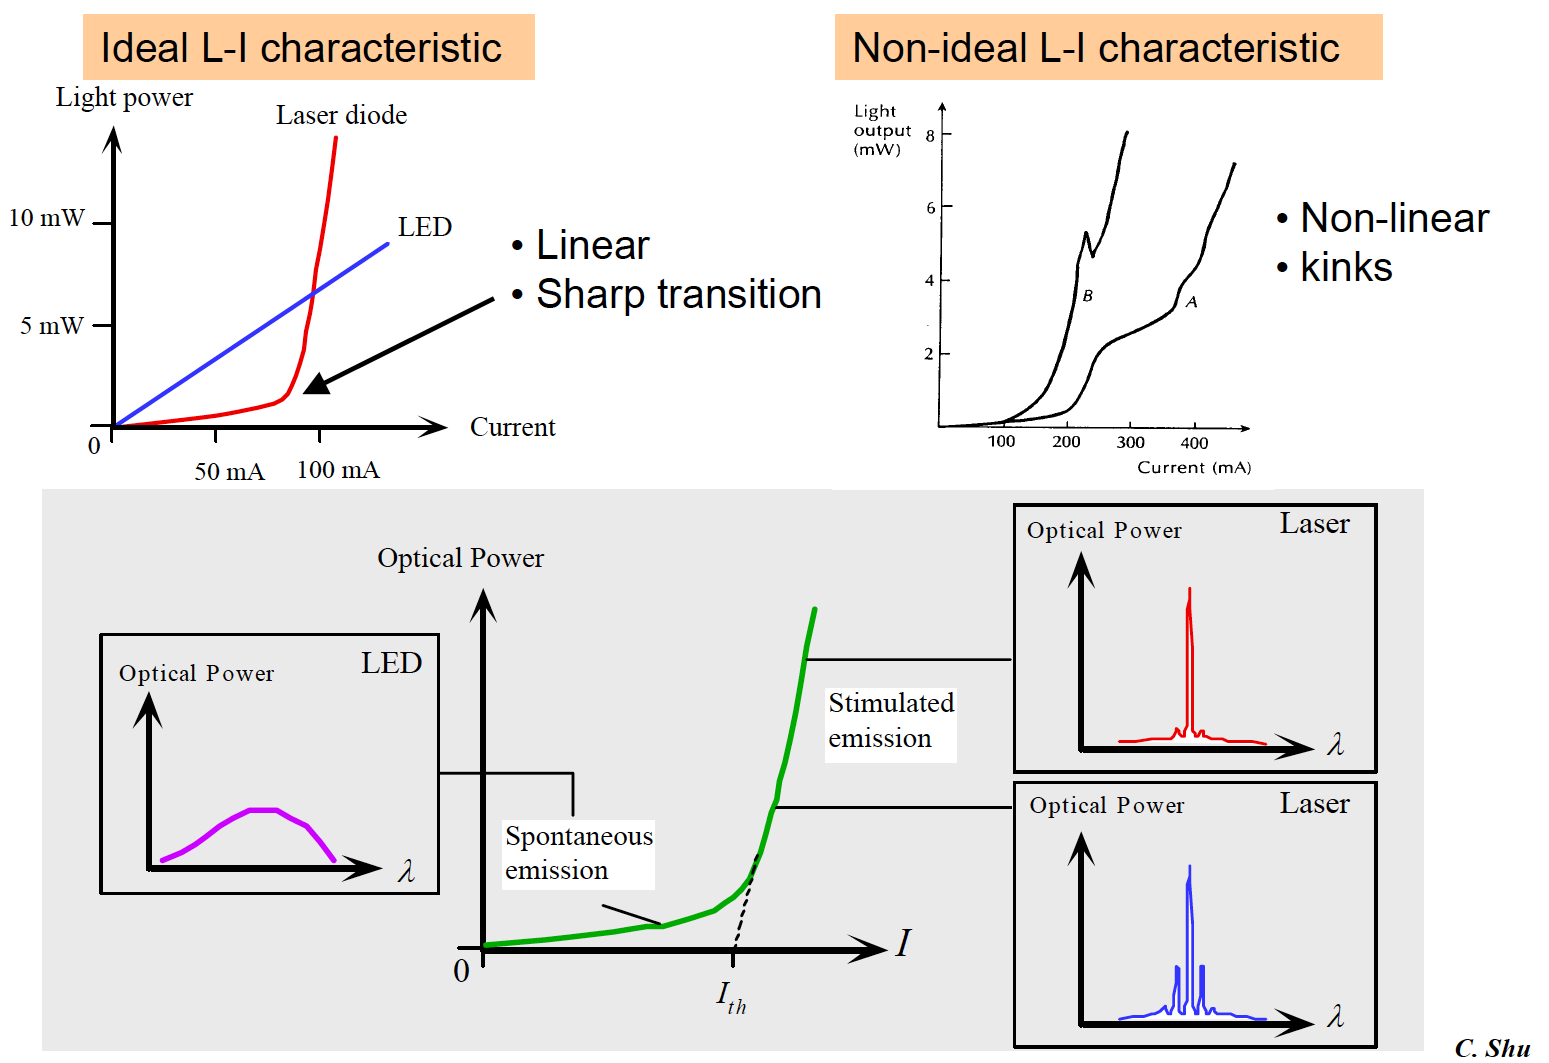 Ideal L-I characteristic
Light power
Laser diode
10 mW
LED
5 mW
0
50 mA
100 mA
Current
• Linear
• Sharp transition
Non-ideal L-I characteristic
Light
output
(mW)
8
6
4
2
B
A
100
200
300
400
Current (mA)
• Non-linear
• kinks
Optical Power
LED
Optical Power
λ
Spontaneous
emission
Stimulated
emission
0
I
Ith
Optical Power
Laser
λ
Optical Power
Laser
λ
C. Shu